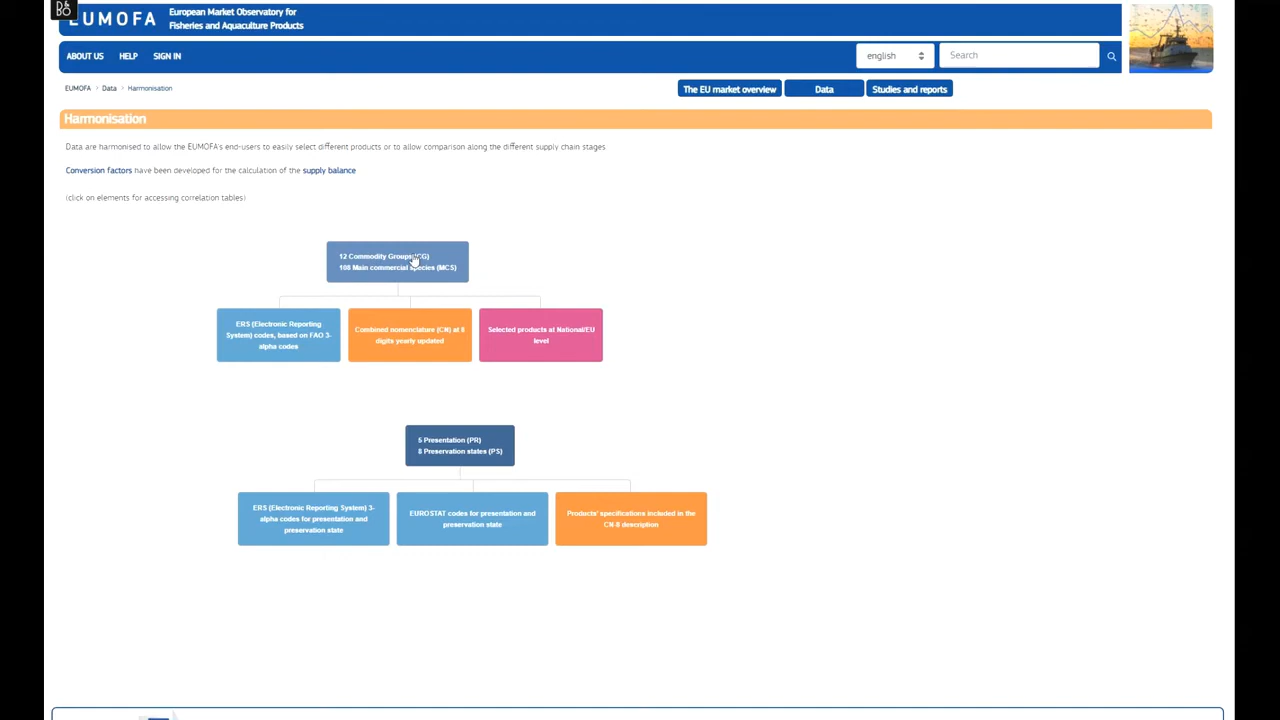 EUMOFA
European Market Observatory for
Fisheries and Aquaculture Products
ABOUT US HELP SIGN IN
english
Search
EUMOFA > Data > Harmonisation
The EU market overview
Data
Studies and reports
Harmonisation
Data are harmonised to allow the EUMOFA's end-users to easily select different products or to allow comparison along the different supply chain stages
Conversion factors have been developed for the calculation of the supply balance
(click on elements for accessing correlation tables)
12 Commodity Groups (CG)
108 Main commercial species (MCS)
ERS (Electronic Reporting
System) codes, based on FAO 3-
alpha codes
Combined nomenclature (CN) at 8
digits yearly updated
Selected products at National/EU
level
5 Presentation (PR)
8 Preservation states (PS)
ERS (Electronic Reporting System) 3-
alpha codes for presentation and
preservation state
EUROSTAT codes for presentation and
preservation state
Products' specifications included in the
CN-8 description